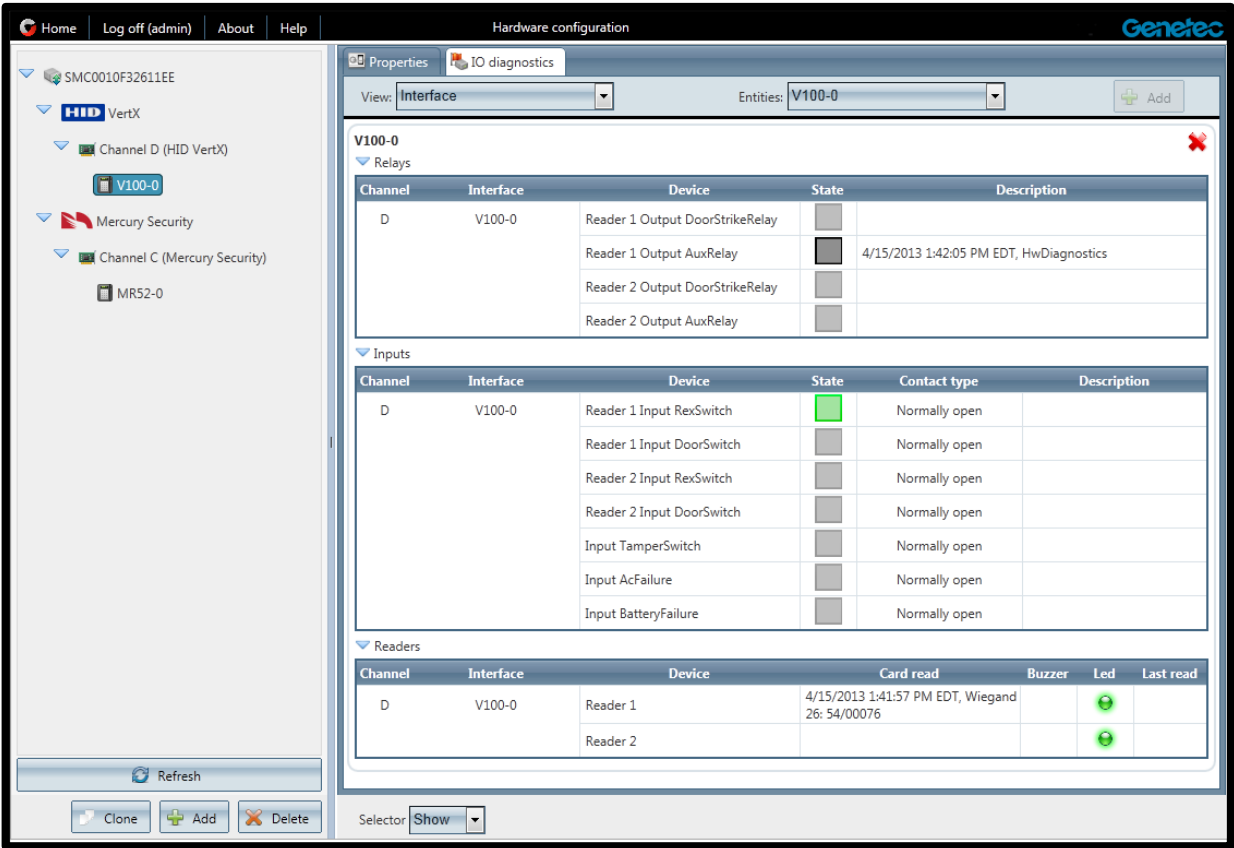 Home Log off (admin) About Help Hardware configuration Genetec
SMC0010F32611EE
HID VertX
Channel D (HID VertX)
V100-0
Mercury Security
Channel C (Mercury Security)
MR52-0
Refresh
Clone Add Delete
Properties IO diagnostics
View: Interface Entities: V100-0 Add
V100-0
Relays
Channel Interface Device State Description
D V100-0 Reader 1 Output DoorStrikeRelay
Reader 1 Output AuxRelay 4/15/2013 1:42:05 PM EDT, HwDiagnostics
Reader 2 Output DoorStrikeRelay
Reader 2 Output AuxRelay
Inputs
Channel Interface Device State Contact type Description
D V100-0 Reader 1 Input RexSwitch Normally open
Reader 1 Input DoorSwitch Normally open
Reader 2 Input RexSwitch Normally open
Reader 2 Input DoorSwitch Normally open
Input TamperSwitch Normally open
Input AcFailure Normally open
Input BatteryFailure Normally open
Readers
Channel Interface Device Card read Buzzer Led Last read
D V100-0 Reader 1 4/15/2013 1:41:57 PM EDT, Wiegand
26: 54/00076
Reader 2
Selector Show